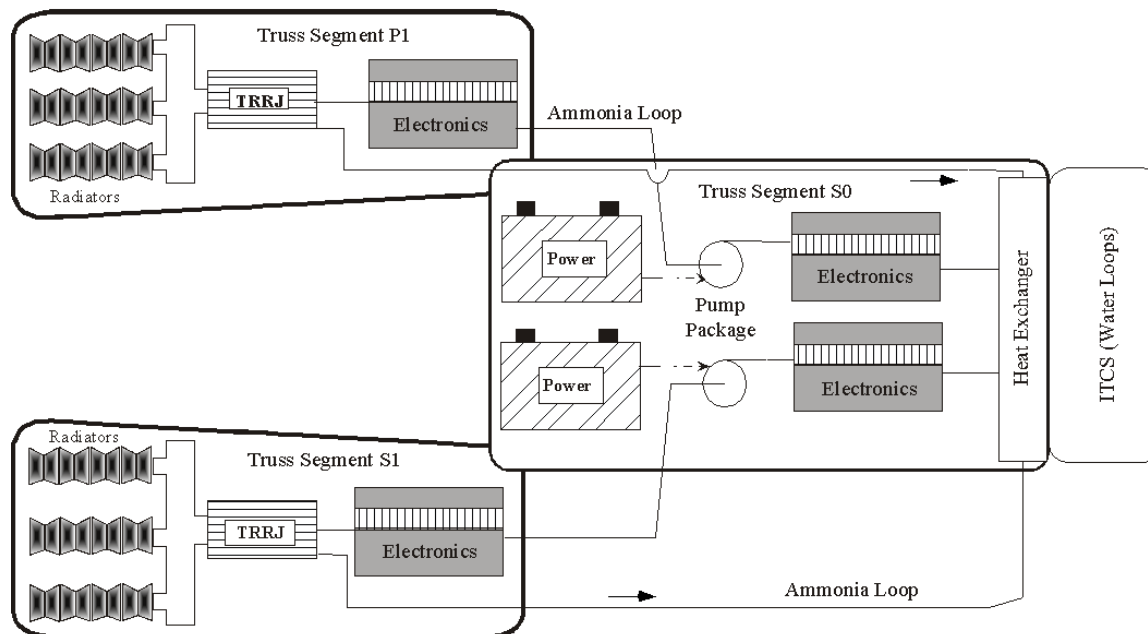 Truss Segment P1
TRRJ
Electronics
Radiators
Ammonia Loop
Truss Segment S0
Power
Electronics
Pump
Package
Power
Electronics
Heat Exchanger
ITCS (Water Loops)
Radiators
Truss Segment S1
TRRJ
Electronics
Ammonia Loop